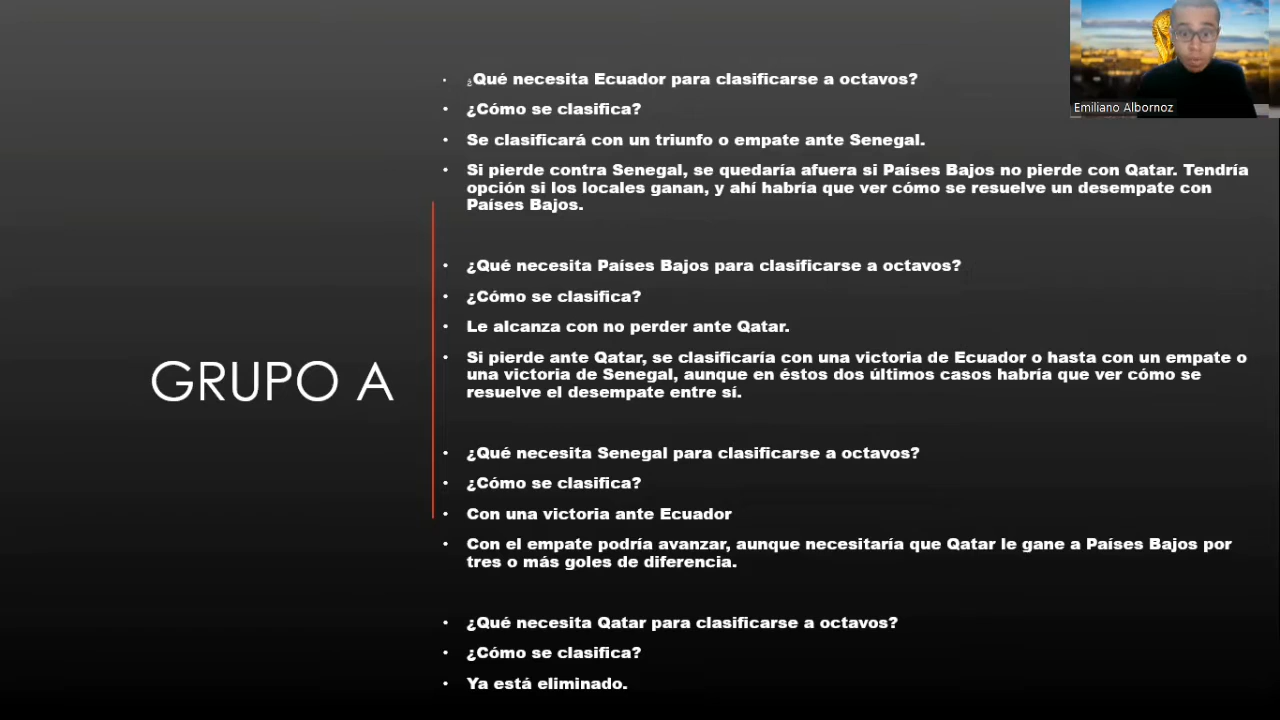 ¿Qué necesita Ecuador para clasificarse a octavos?
¿Cómo se clasifica?
Se clasificará con un triunfo o empate ante Senegal.
Si pierde contra Senegal, se quedaría afuera si Países Bajos no pierde con Qatar. Tendría
opción si los locales ganan, y ahí habría que ver cómo se resuelve un desempate con
Países Bajos.
¿Qué necesita Países Bajos para clasificarse a octavos?
¿Cómo se clasifica?
Le alcanza con no perder ante Qatar.
Si pierde ante Qatar, se clasificaría con una victoria de Ecuador o hasta con un empate o
una victoria de Senegal, aunque en éstos dos últimos casos habría que ver cómo se
resuelve el desempate entre sí.
GRUPO A
¿Qué necesita Senegal para clasificarse a octavos?
¿Cómo se clasifica?
Con una victoria ante Ecuador
Con el empate podría avanzar, aunque necesitaría que Qatar le gane a Países Bajos por
tres o más goles de diferencia.
¿Qué necesita Qatar para clasificarse a octavos?
¿Cómo se clasifica?
Ya está eliminado.
Emiliano Albornoz